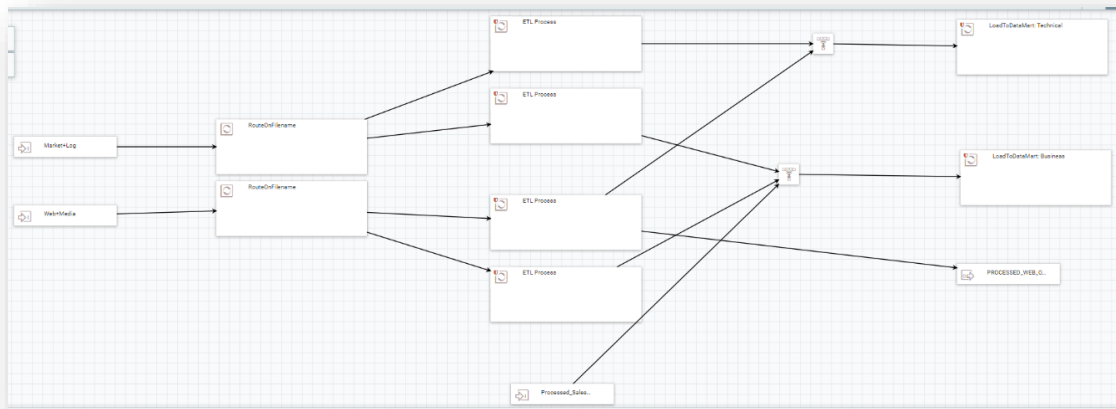 ETL Process
LoadToDataMart: Technical
ETL Process
RouteOnFilename
Market+Log
LoadToDataMart: Business
RouteOnFilename
ETL Process
Web+Media
ETL Process
PROCESSED_WEB_G...
Processed_Sales...